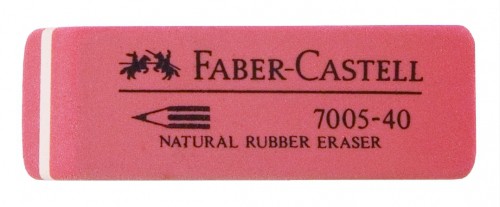 FABER-CASTELL
7005-40
NATURAL RUBBER ERASER